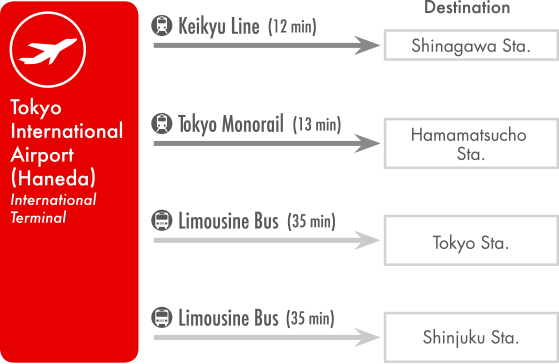 Destination
Tokyo
International
Airport
(Haneda)
International
Terminal
Keikyu Line (12 min)
Shinagawa Sta.
Tokyo Monorail (13 min)
Hamamatsucho
Sta.
Limousine Bus (35 min)
Tokyo Sta.
Limousine Bus (35 min)
Shinjuku Sta.